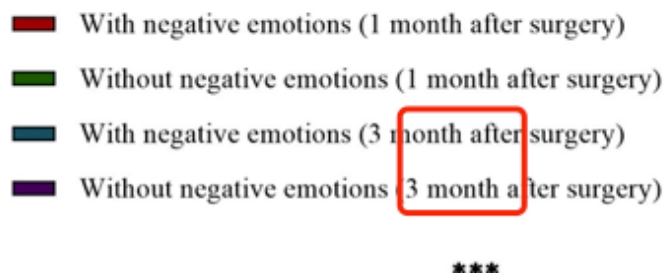 With negative emotions (1 month after surgery)
Without negative emotions (1 month after surgery)
With negative emotions (3 month after surgery)
Without negative emotions (3 month after surgery)
***